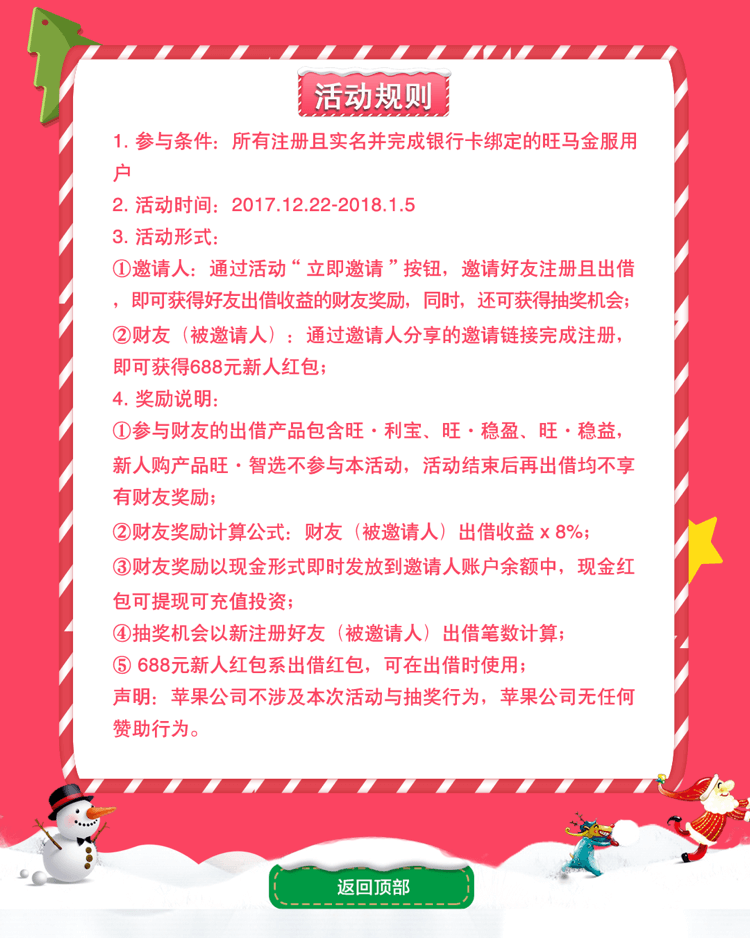 活动规则
1. 参与条件：所有注册且实名并完成银行卡绑定的旺马金服用
户
2. 活动时间：2017.12.22-2018.1.5
3. 活动形式：
①邀请人：通过活动“立即邀请”按钮，邀请好友注册且出借
，即可获得好友出借收益的财友奖励，同时，还可获得抽奖机会；
②财友（被邀请人）：通过邀请人分享的邀请链接完成注册，
即可获得688元新人红包；
4. 奖励说明：
①参与财友的出借产品包含旺·利宝、旺·稳盈、旺·稳益，
新人购产品旺·智选不参与本活动，活动结束后再出借均不享
有财友奖励；
②财友奖励计算公式：财友（被邀请人）出借收益 x 8%；
③财友奖励以现金形式即时发放到邀请人账户余额中，现金红
包可提现可充值投资；
④抽奖机会以新注册好友（被邀请人）出借笔数计算；
⑤ 688元新人红包系出借红包，可在出借时使用；
声明：苹果公司不涉及本次活动与抽奖行为，苹果公司无任何
赞助行为。
返回顶部